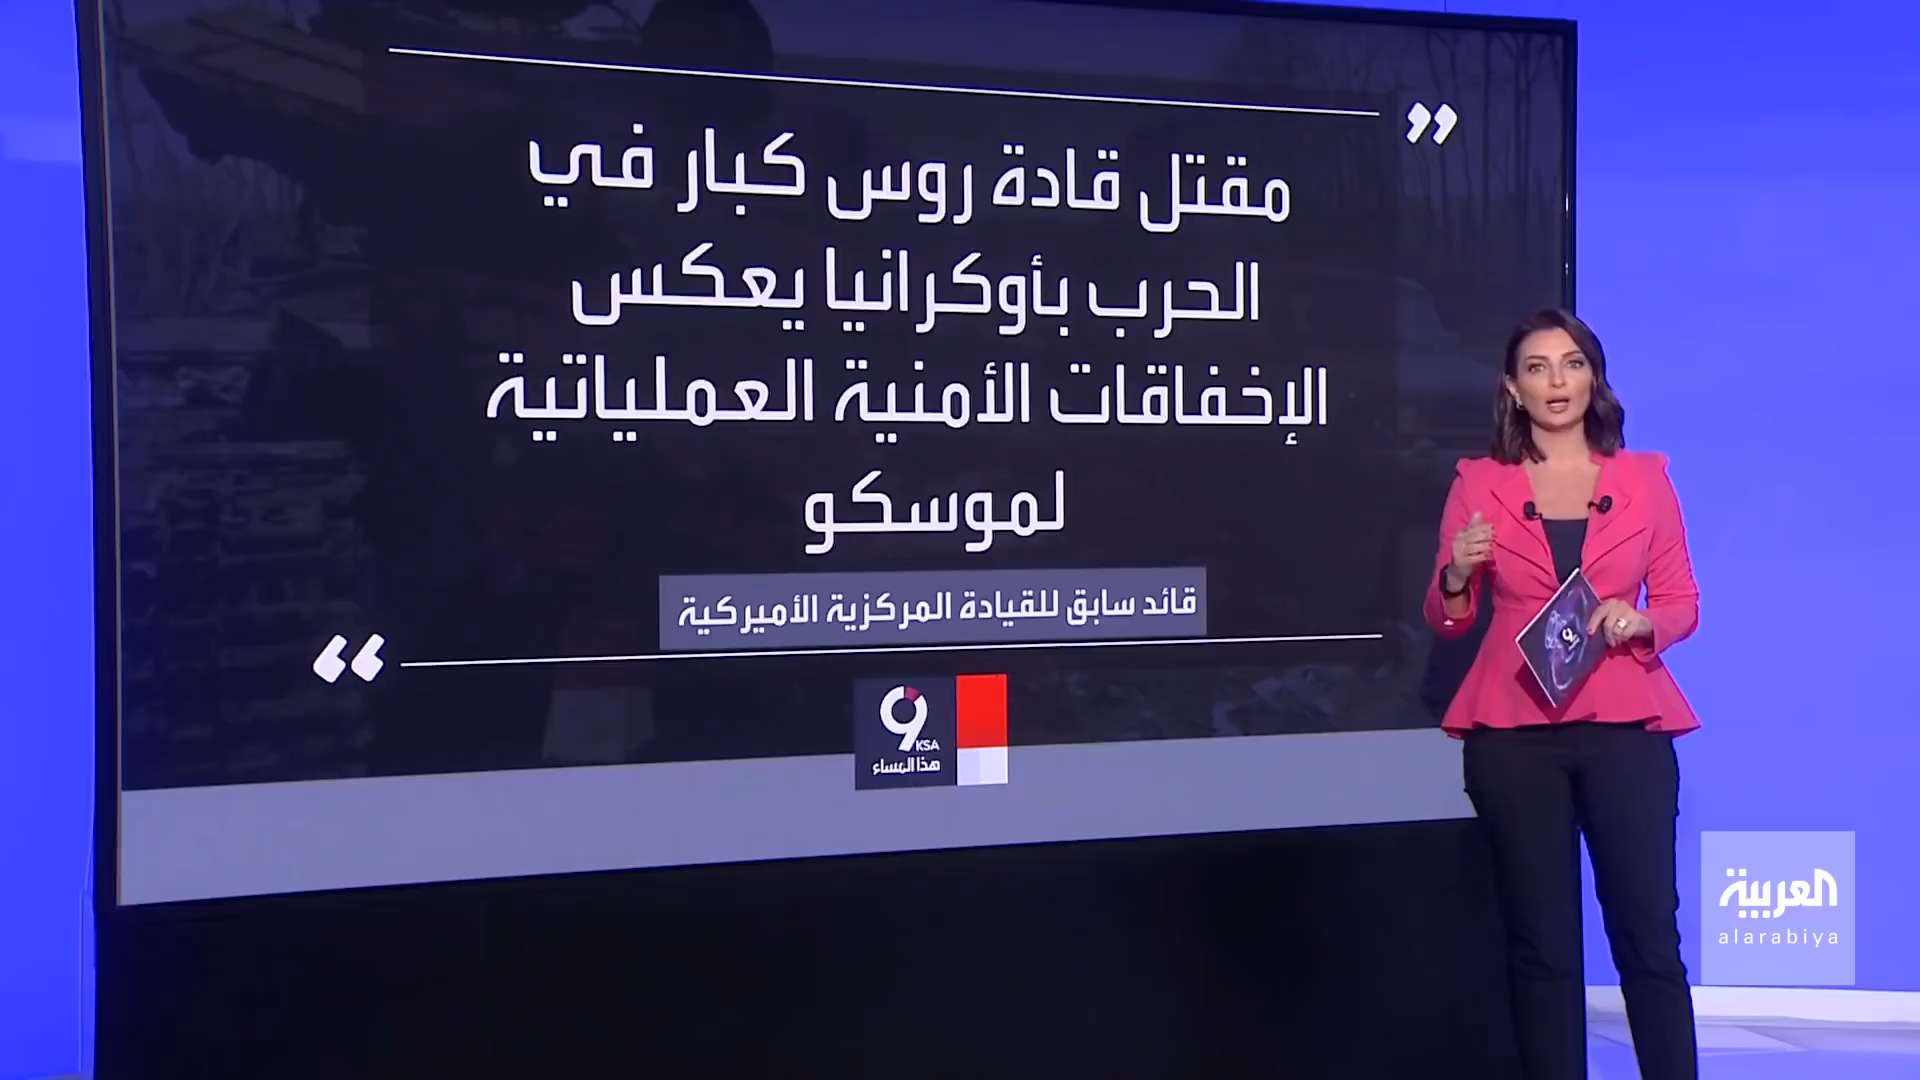 مقتل قادة روس كبار في
الحرب بأوكرانيا يعكس
الإخفاقات الأمنية العملياتية
لموسكو
قائد سابق للقيادة المركزية الأميركية
9
KSA
هذا المساء
9
العربية
alarabiya